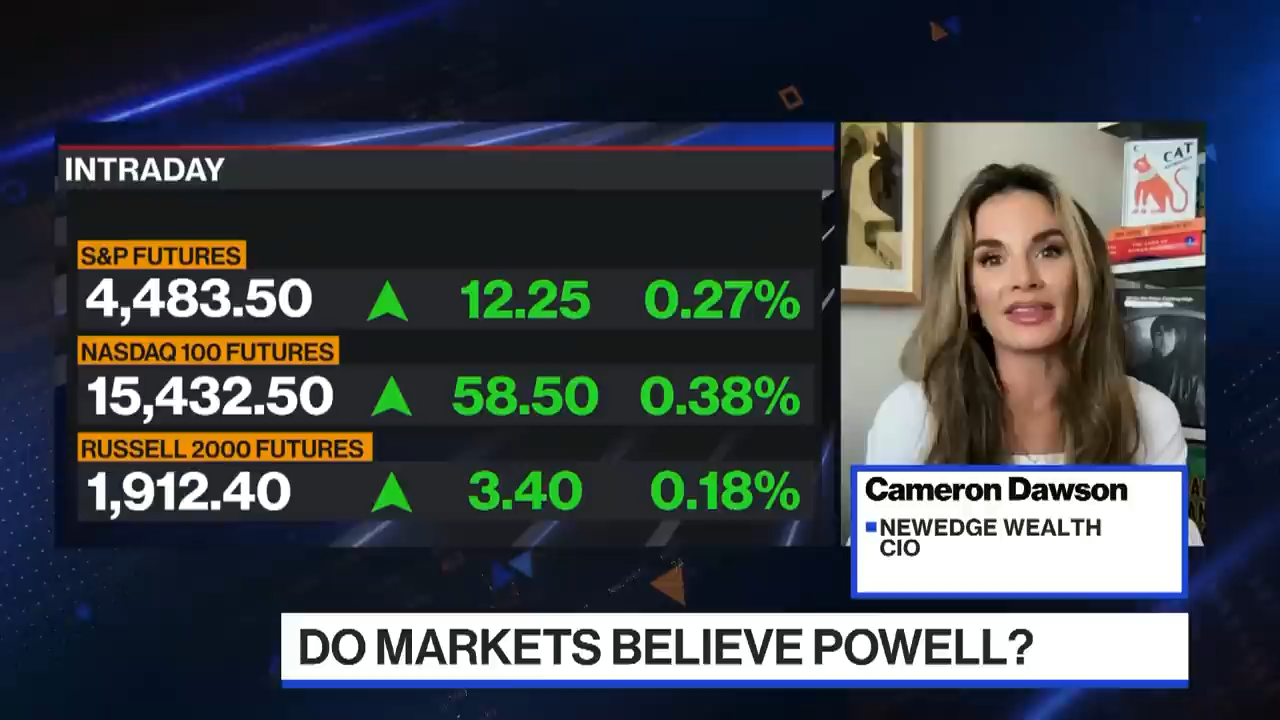 INTRADAY
S&P FUTURES
4,483.50 12.25 0.27%
NASDAQ 100 FUTURES
15,432.50 58.50 0.38%
RUSSELL 2000 FUTURES
1,912.40 3.40 0.18%
CAT
Cameron Dawson
NEWEDGE WEALTH
CIO
DO MARKETS BELIEVE POWELL?